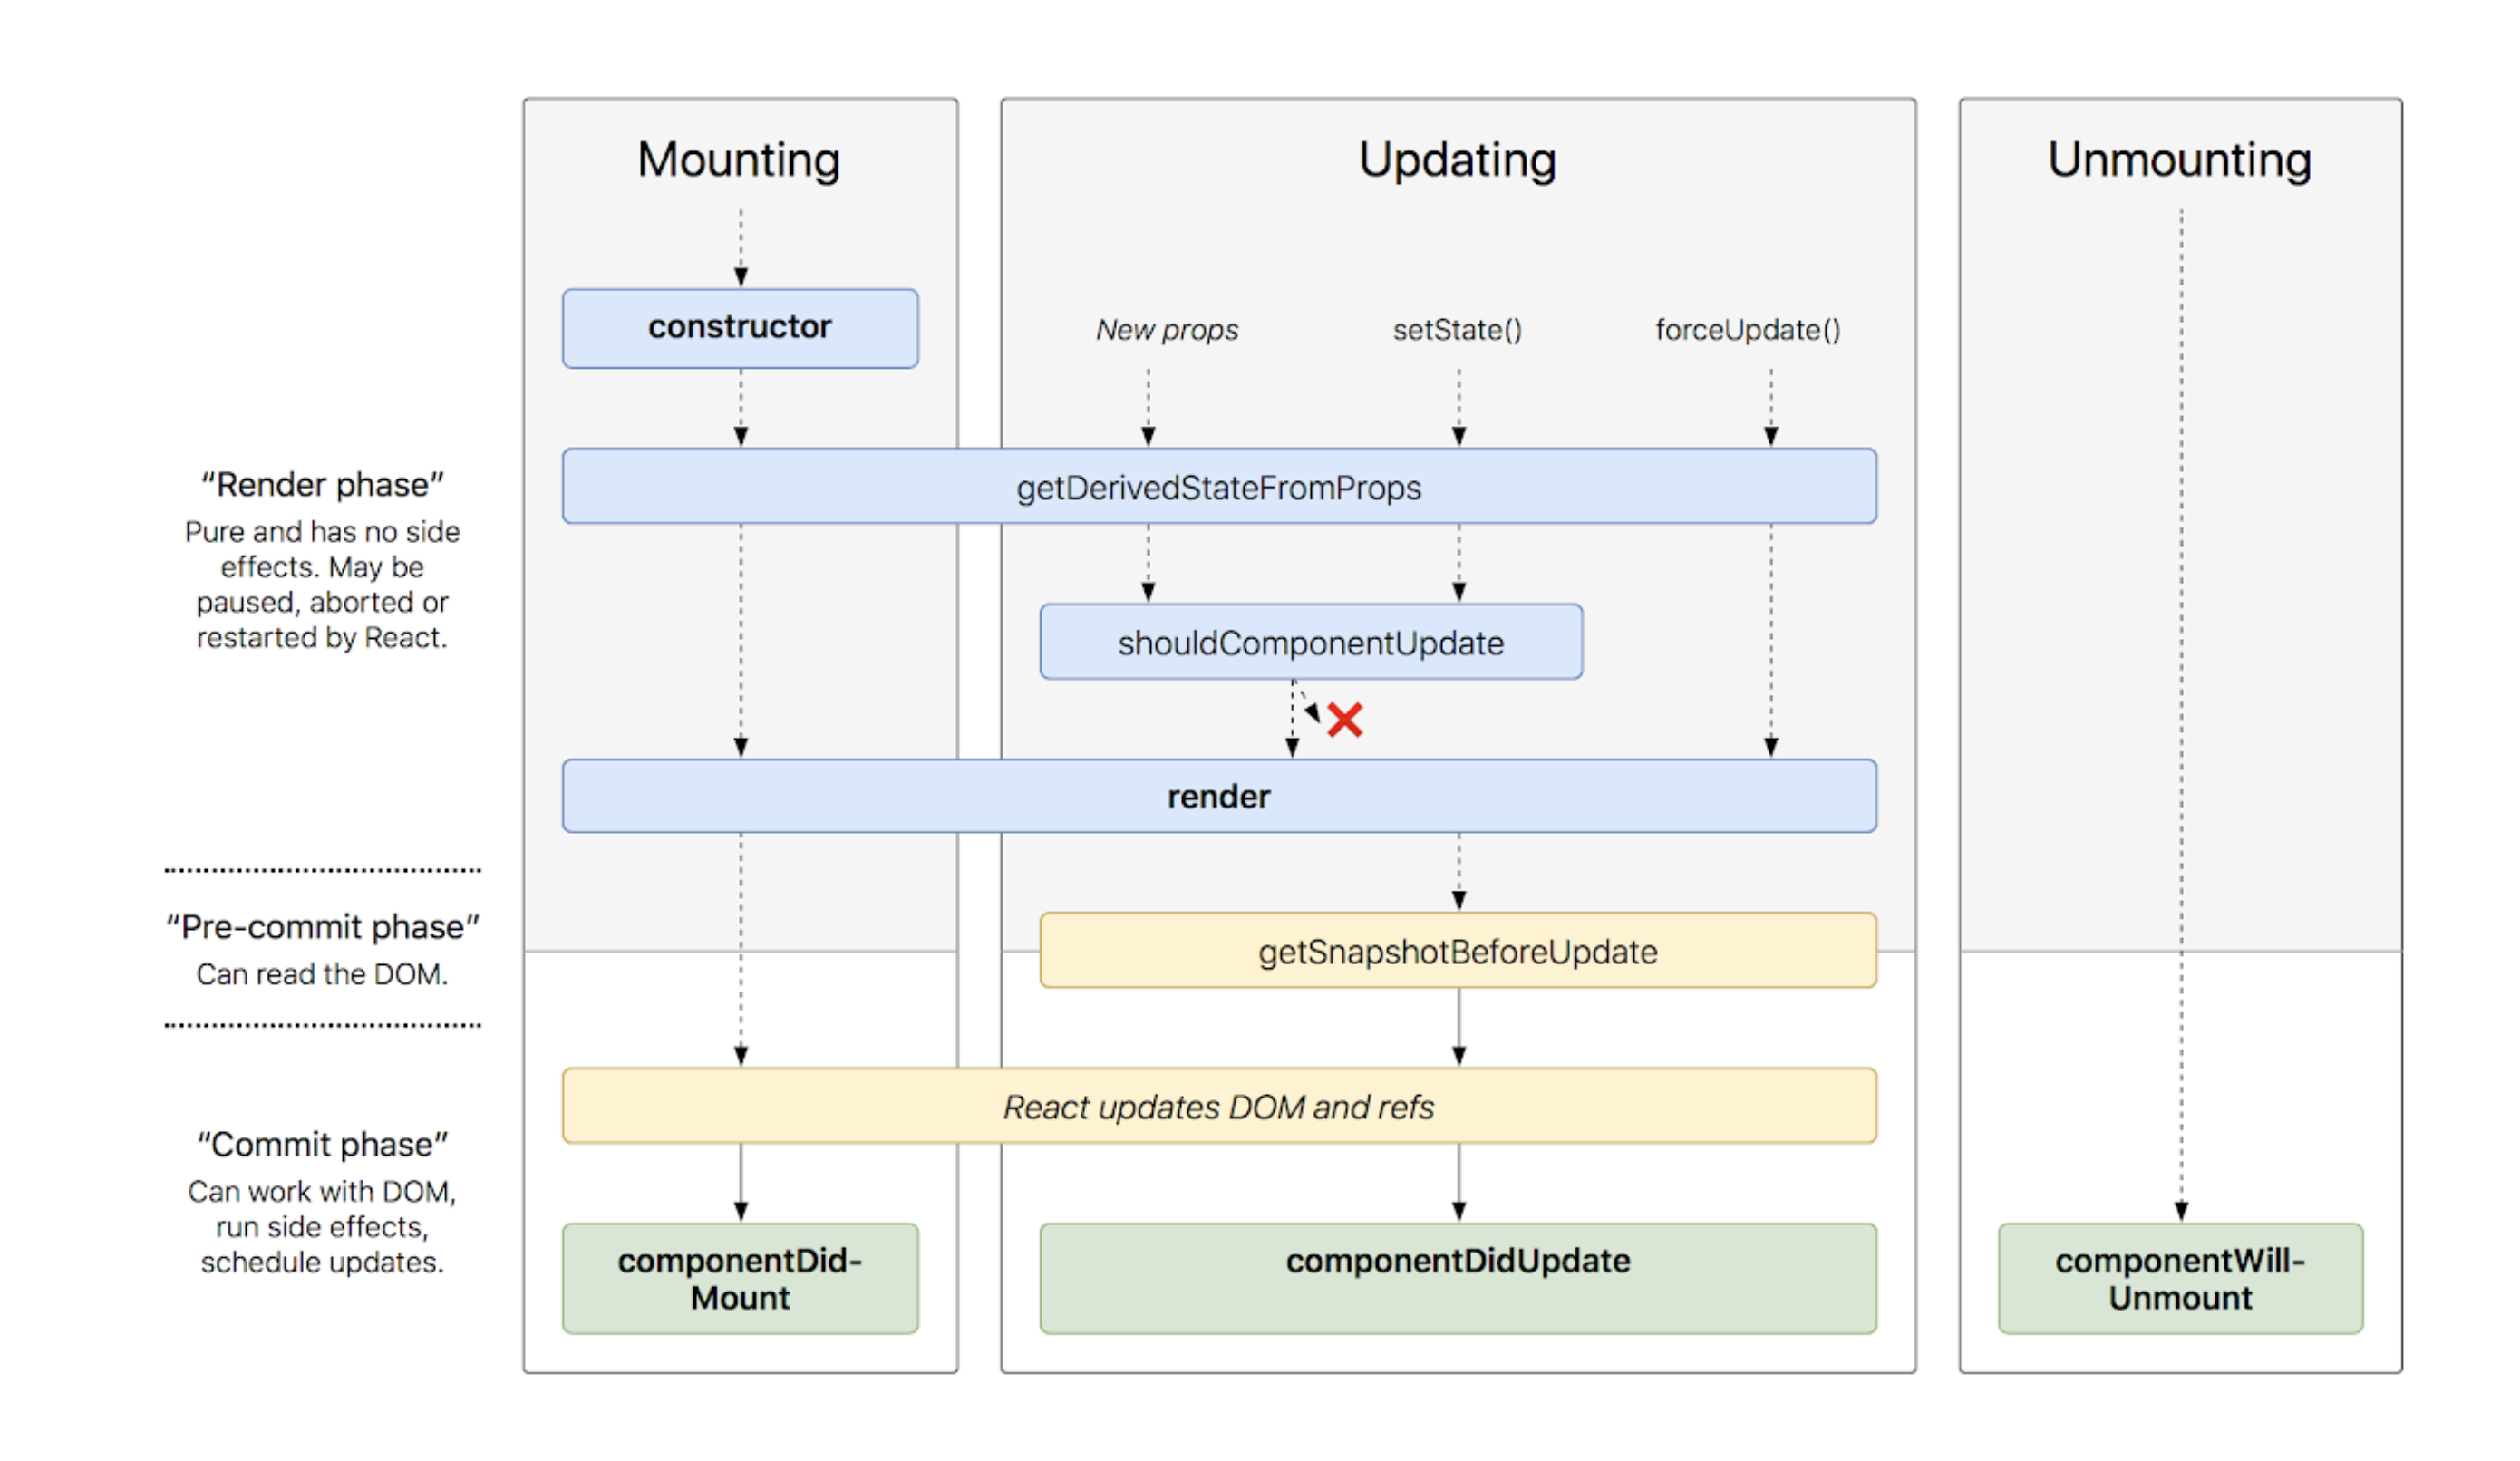 Mounting
Updating
Unmounting
constructor
New props
setState()
forceUpdate()
“Render phase”
Pure and has no side
effects. May be
paused, aborted or
restarted by React.
getDerivedStateFromProps
shouldComponentUpdate
render
“Pre-commit phase”
Can read the DOM.
getSnapshotBeforeUpdate
React updates DOM and refs
“Commit phase”
Can work with DOM,
run side effects,
schedule updates.
componentDid-
Mount
componentDidUpdate
componentWill-
Unmount